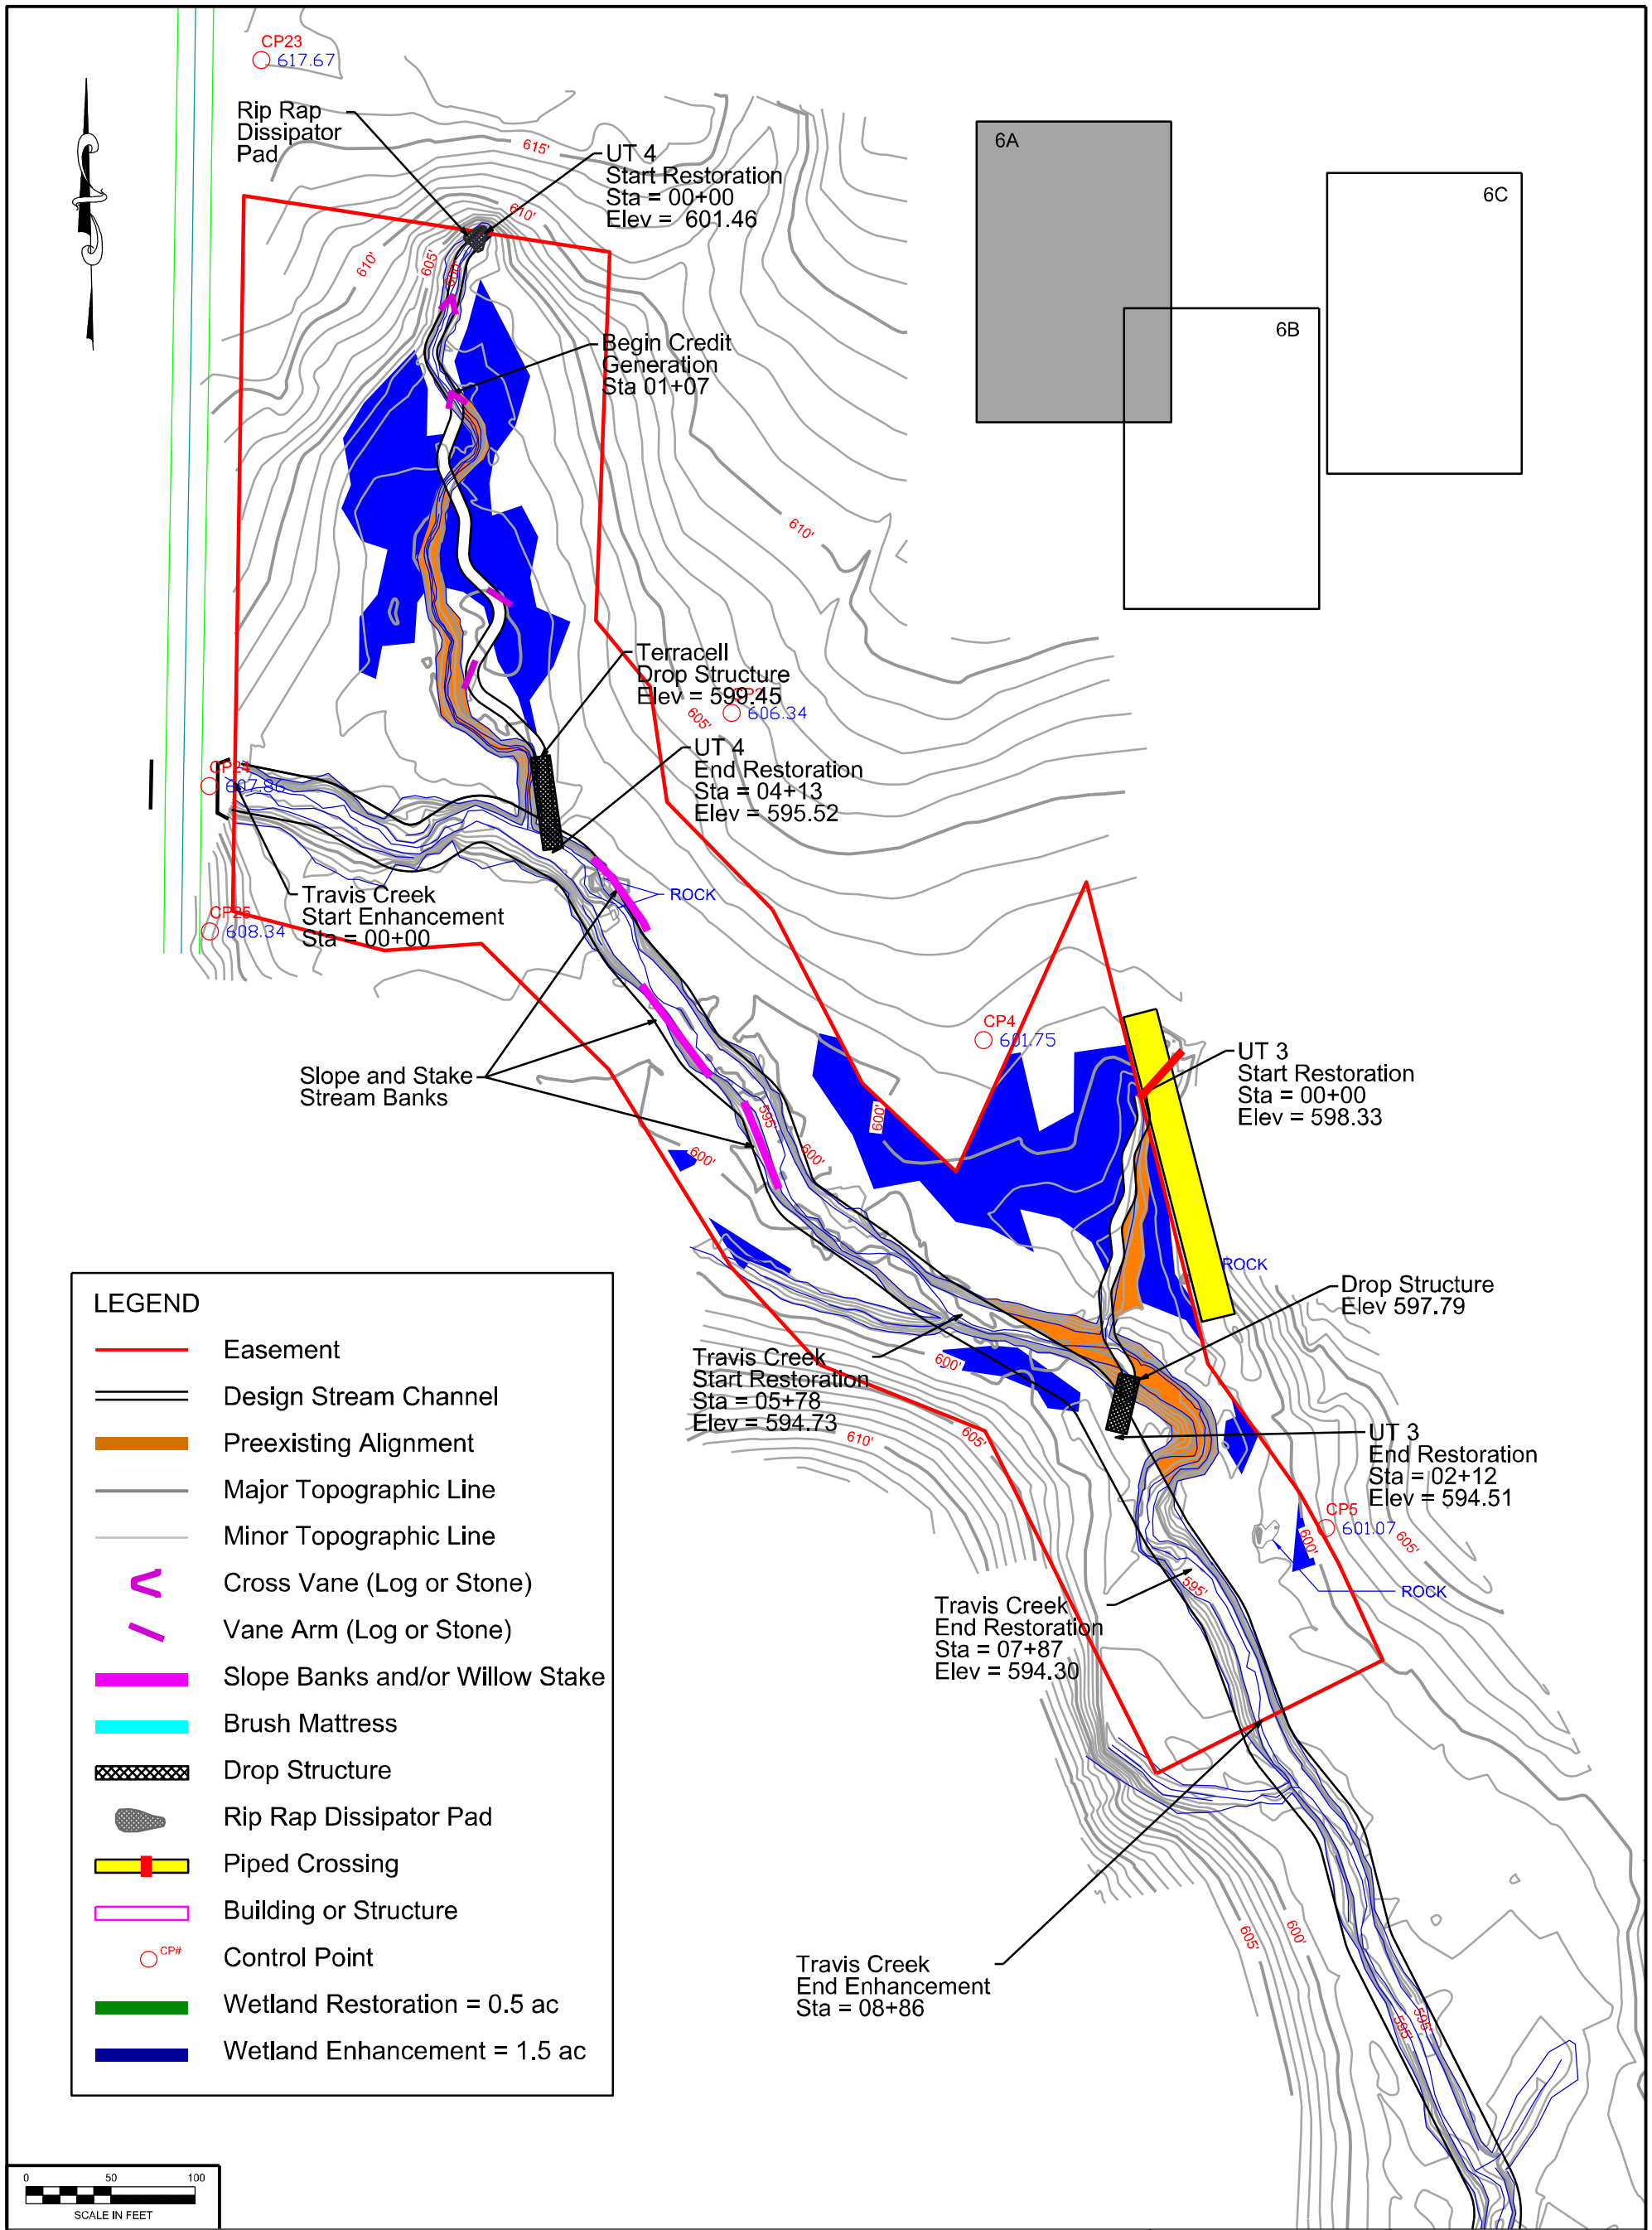 CP23
617.67
Rip Rap
Dissipator
Pad
615'
UT 4
Start Restoration
Sta = 00+00
Elev =  601.46
610'
610'
605'
6A
6B
6C
Begin Credit
Generation
Sta 01+07
610'
Terracell
Drop Structure
Elev = 599.45
606.34
605'
UT 4
End Restoration
Sta = 04+13
Elev = 595.52
CP24
607.86
ROCK
Travis Creek
Start Enhancement
Sta = 00+00
CP25
608.34
CP4
601.75
UT 3
Start Restoration
Sta = 00+00
Elev = 598.33
Slope and Stake
Stream Banks
595'
600'
600'
600'
ROCK
Drop Structure
Elev 597.79
Travis Creek
Start Restoration
Sta = 05+78
Elev = 594.73
600'
610'
605'
UT 3
End Restoration
Sta = 02+12
Elev = 594.51
CP5
601.07
600'
605'
ROCK
595'
Travis Creek
End Restoration
Sta = 07+87
Elev = 594.30
Travis Creek
End Enhancement
Sta = 08+86
605'
600'
595'
595'
LEGEND
Easement
Design Stream Channel
Preexisting Alignment
Major Topographic Line
Minor Topographic Line
Cross Vane (Log or Stone)
Vane Arm (Log or Stone)
Slope Banks and/or Willow Stake
Brush Mattress
Drop Structure
Rip Rap Dissipator Pad
Piped Crossing
Building or Structure
CP#
Control Point
Wetland Restoration = 0.5 ac
Wetland Enhancement = 1.5 ac
0 50 100
SCALE IN FEET